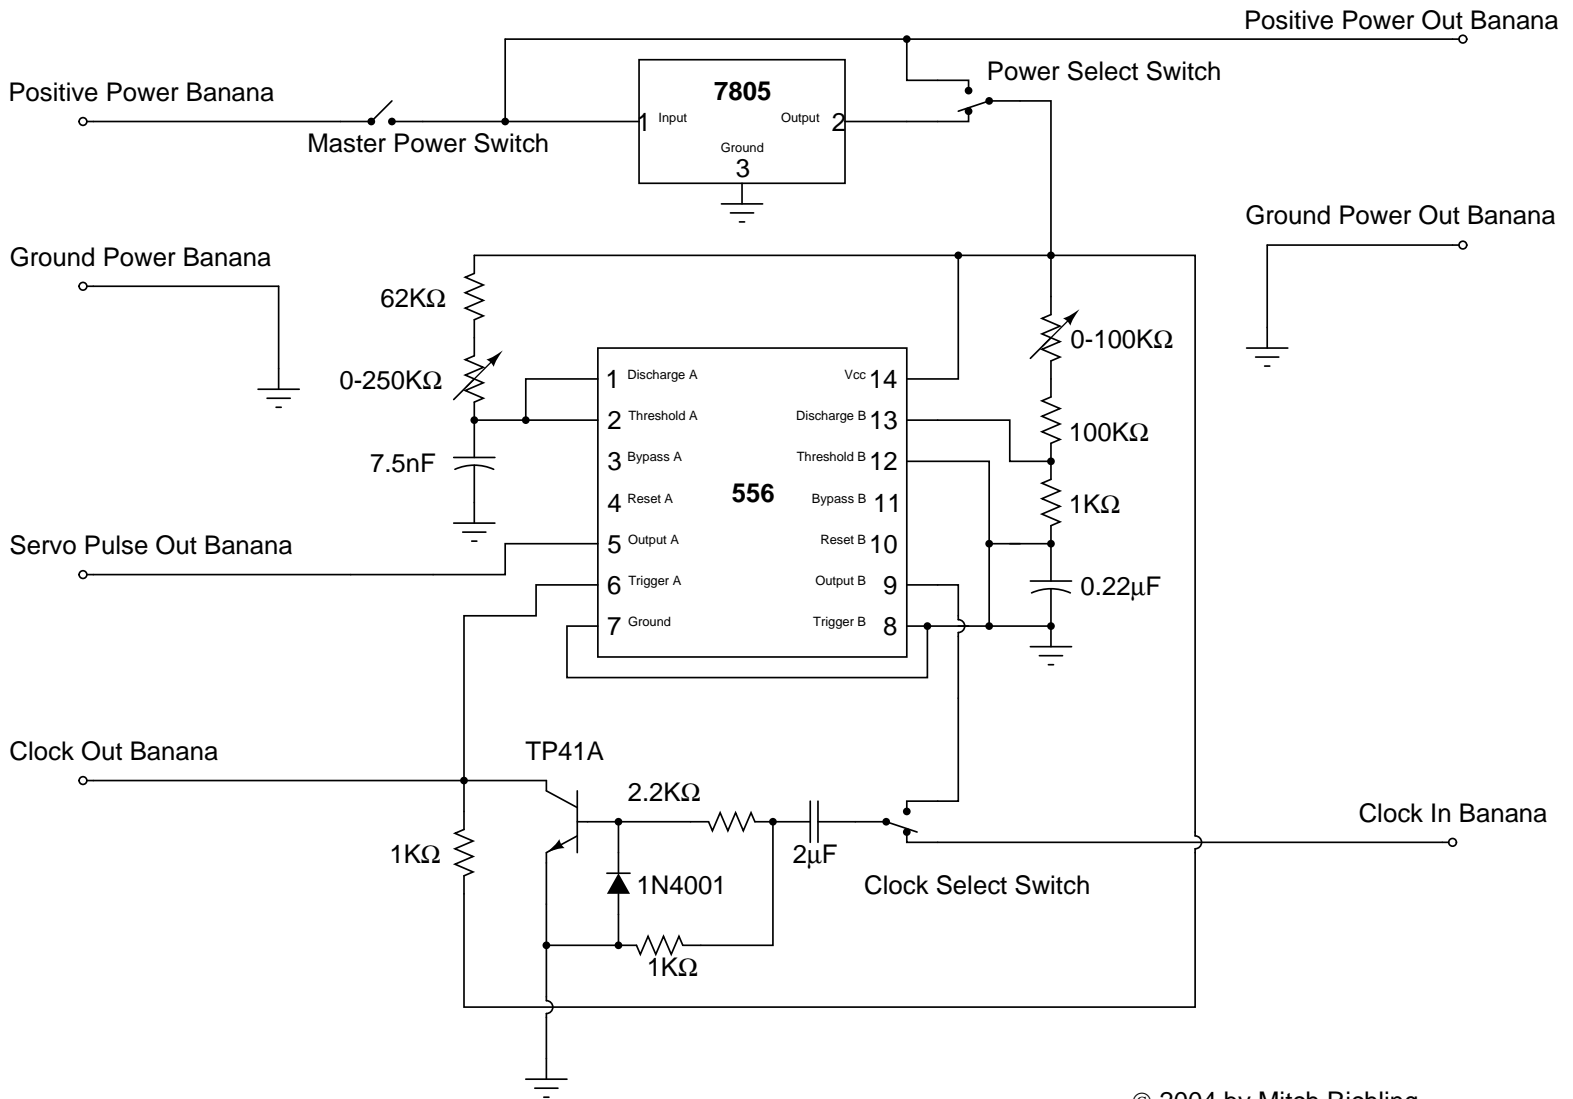 Positive Power Out Banana
Power Select Switch
Positive Power Banana
7805
1 Input
Output 2
Ground
3
Master Power Switch
Ground Power Out Banana
Ground Power Banana
62KΩ
0-250KΩ
0-100KΩ
1 Discharge A
Vcc 14
2 Threshold A
Discharge B 13
100KΩ
7.5nF
3 Bypass A
Threshold B 12
556
4 Reset A
Bypass B 11
1KΩ
Servo Pulse Out Banana
5 Output A
Reset B 10
6 Trigger A
Output B 9
0.22μF
7 Ground
Trigger B 8
Clock Out Banana
TP41A
2.2KΩ
Clock In Banana
1KΩ
2μF
1N4001
Clock Select Switch
1KΩ
© 2004 by Mitch Richling